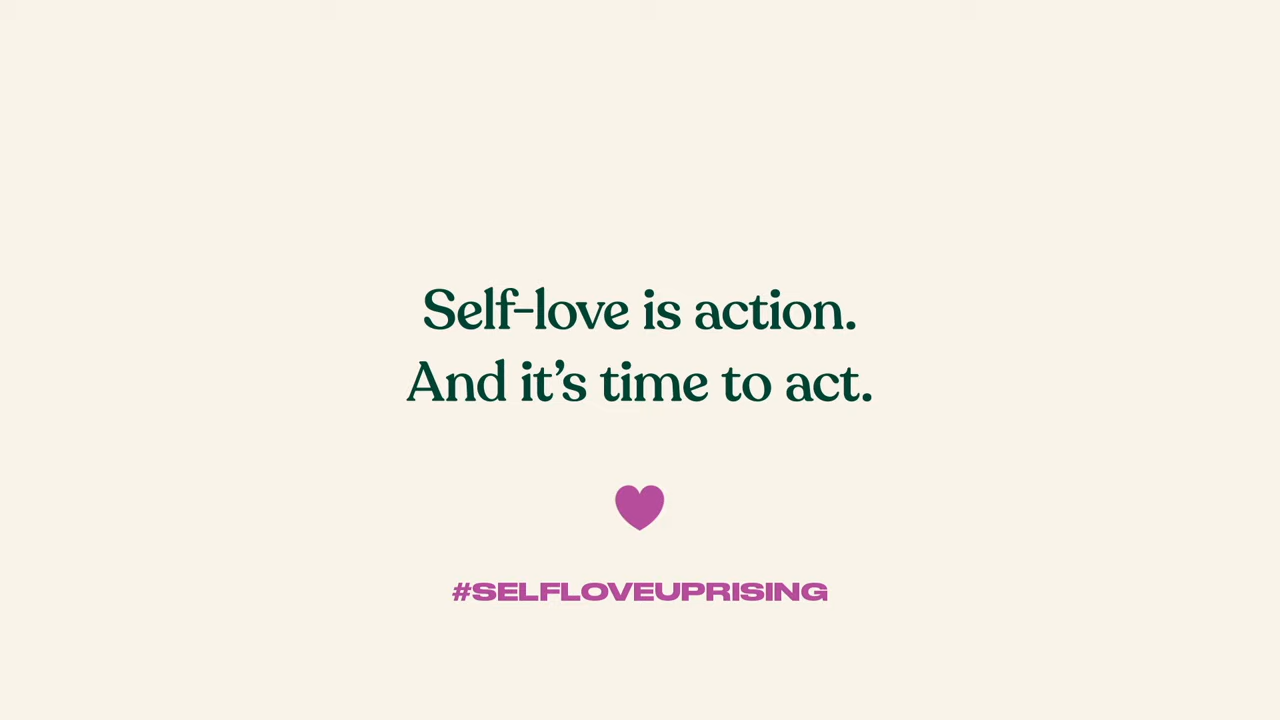 Self-love is action.
And it’s time to act.
#SELFLOVEUPRISING